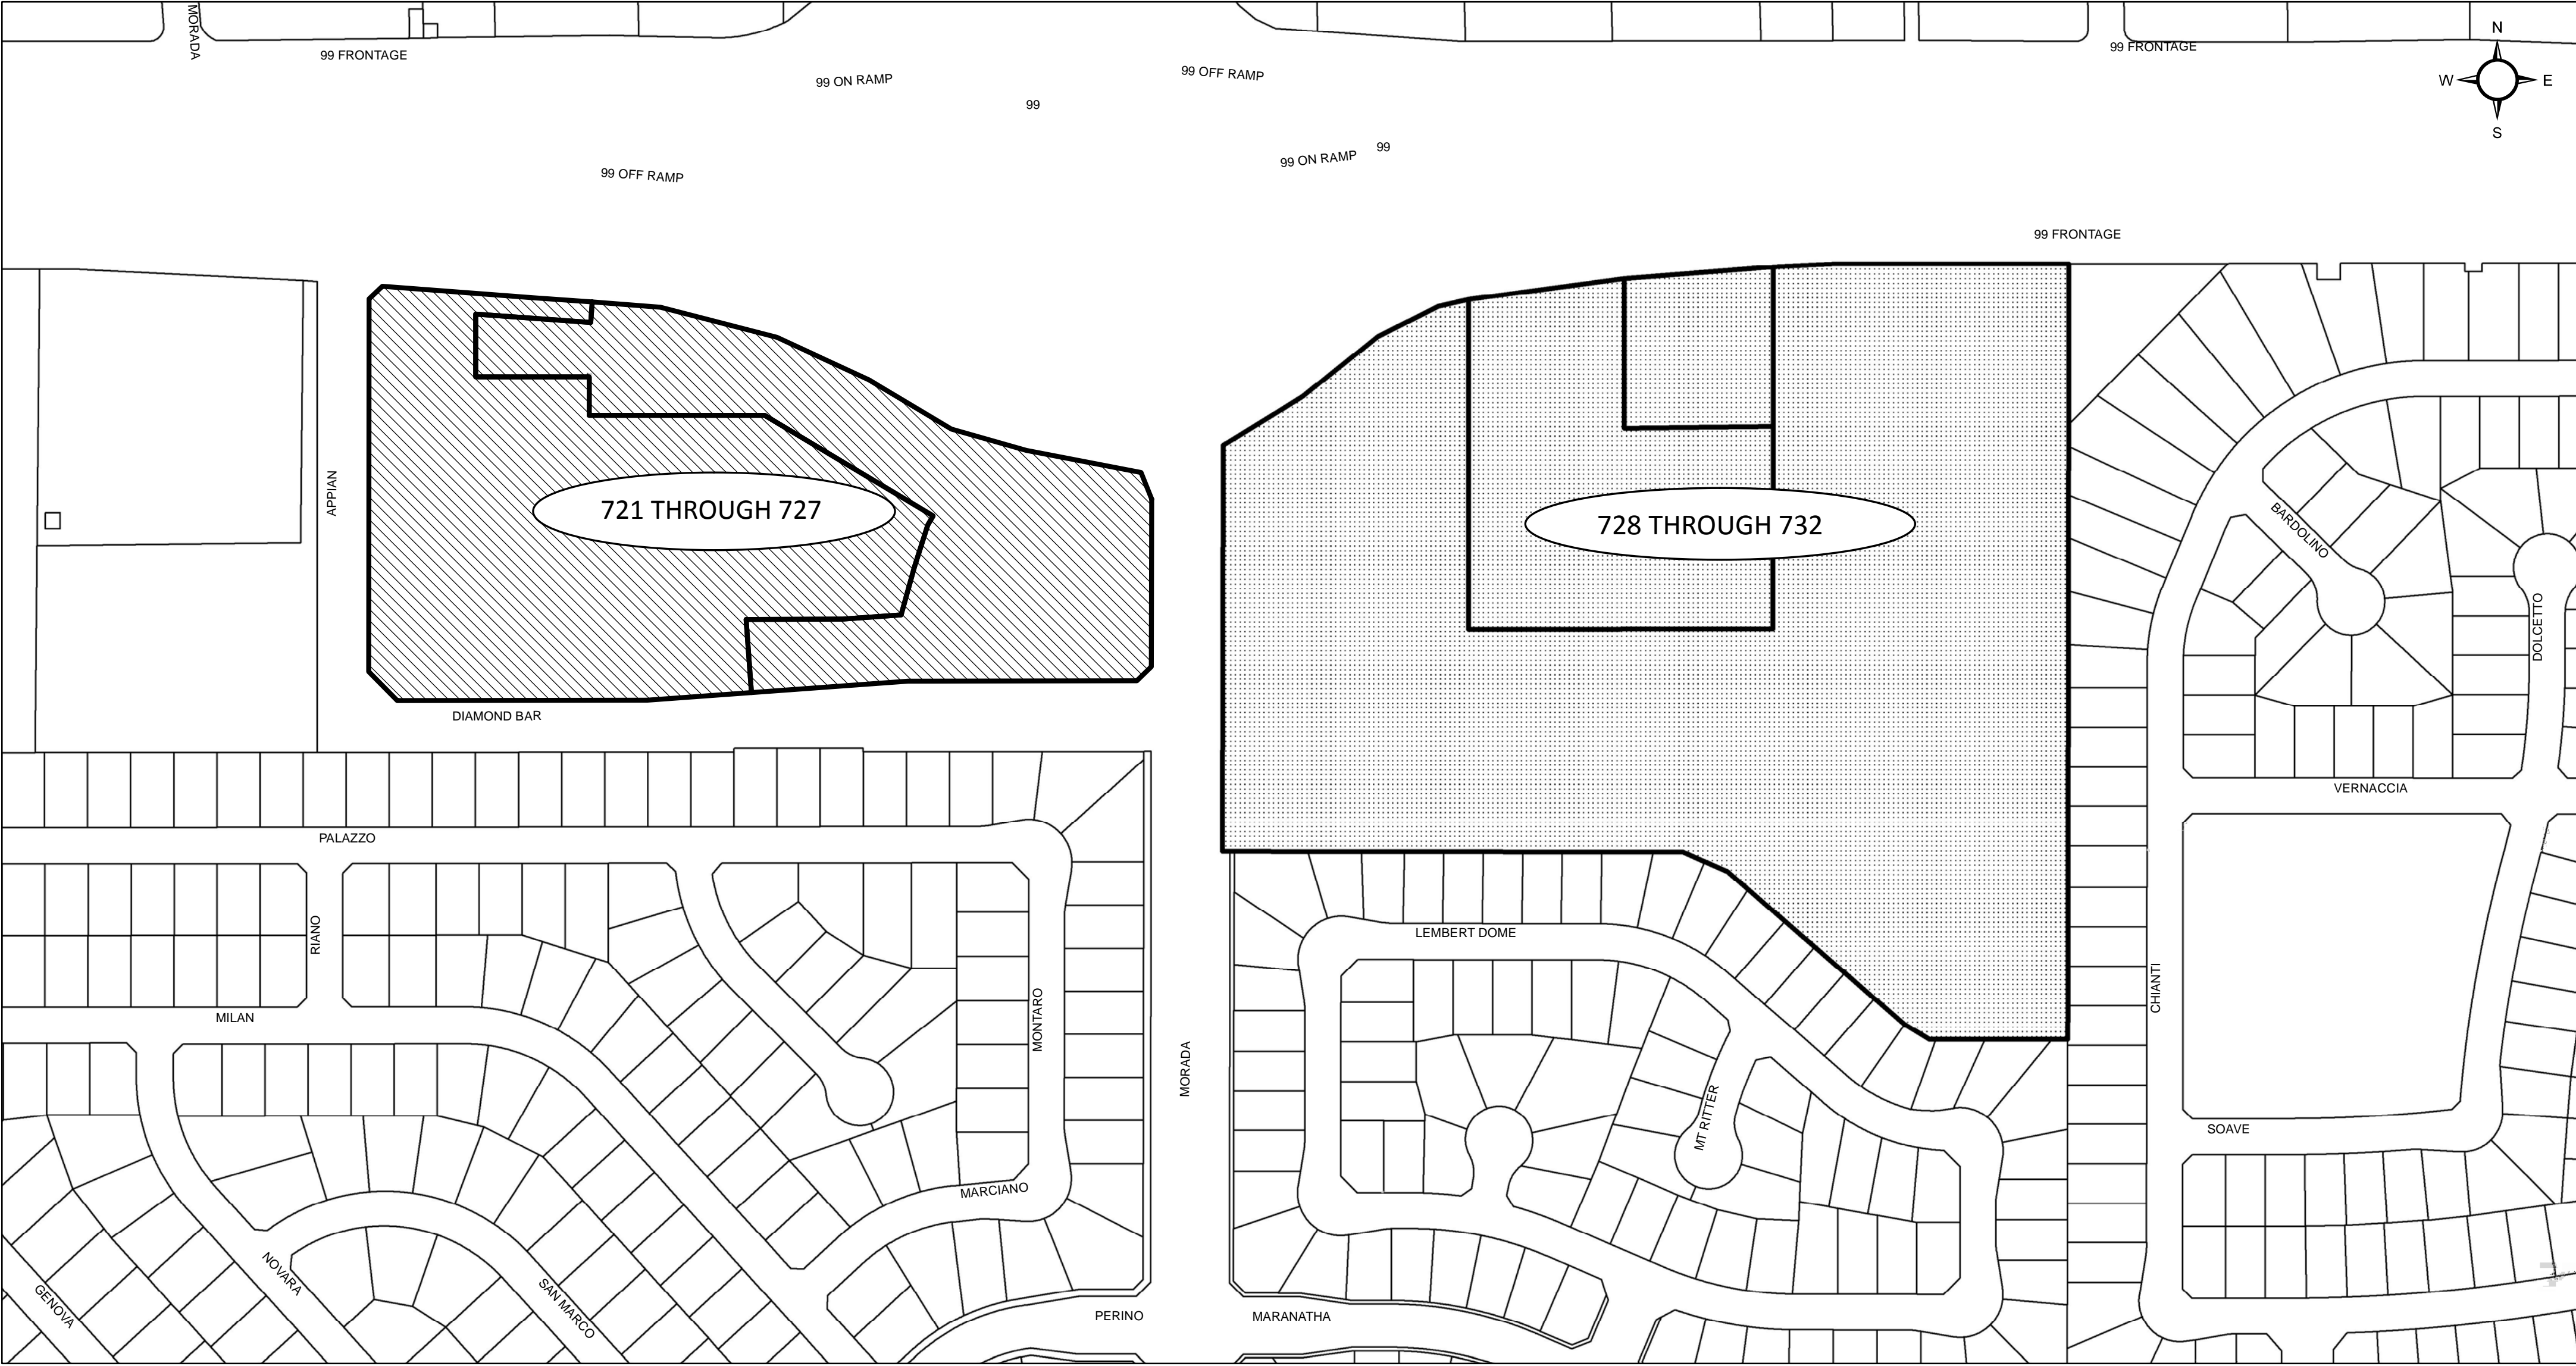 MORADA
99 FRONTAGE
99 ON RAMP
99
99 OFF RAMP
99 FRONTAGE
N
W
E
S
99 ON RAMP
99
99 OFF RAMP
99 FRONTAGE
APPIAN
721 THROUGH 727
728 THROUGH 732
BARDOLINO
DOLCETTO
DIAMOND BAR
VERNACCIA
PALAZZO
RIANO
LEMBERT DOME
MILAN
MONTARO
MORADA
CHIANTI
MT RITTER
SOAVE
MARCIANO
NOVARA
GENOVA
SAN MARCO
PERINO
MARANATHA